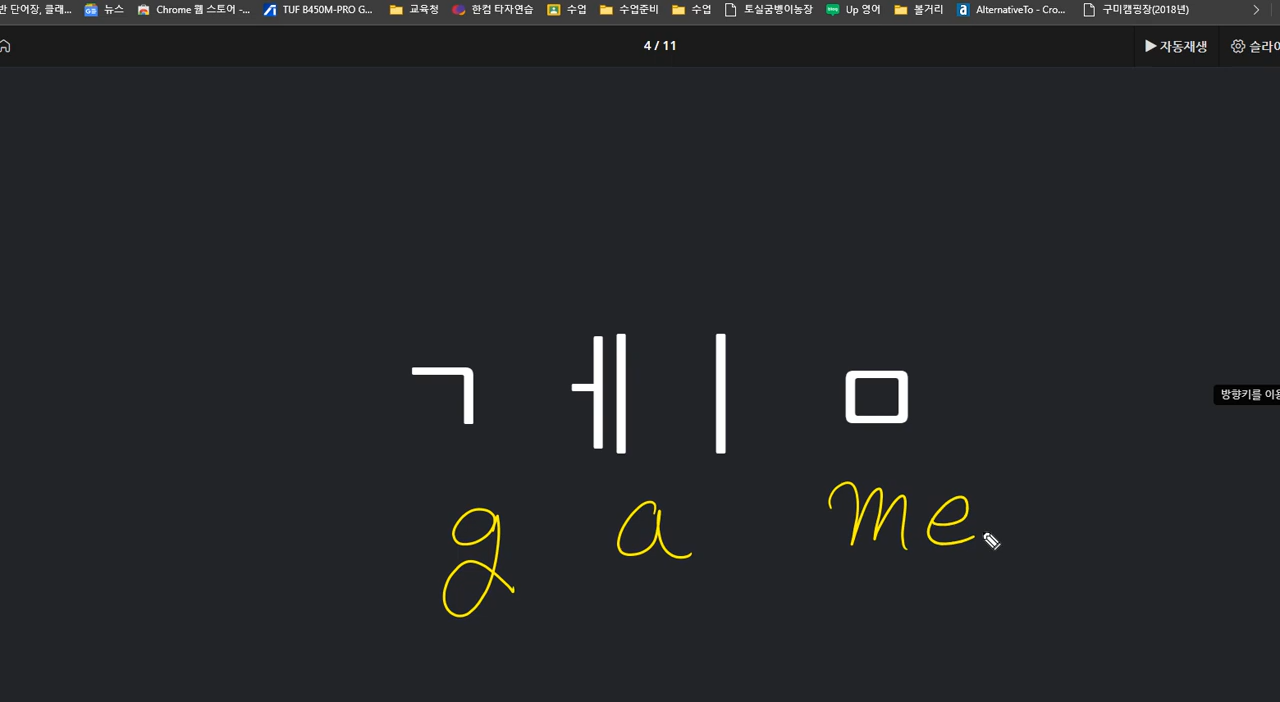 반 단어장, 클래... 뉴스 Chrome 웹 스토어 -... TUF B450M-PRO G... 교육청 한컴 타자연습 수업 수업준비 수업 토실굼벵이농장 Up 영어 볼거리 AlternativeTo - Cro... 구미캠핑장(2018년)
4 / 11 자동재생 슬라이
ㄱ ㅔ ㅣ ㅁ
방향키를 이용
g a me